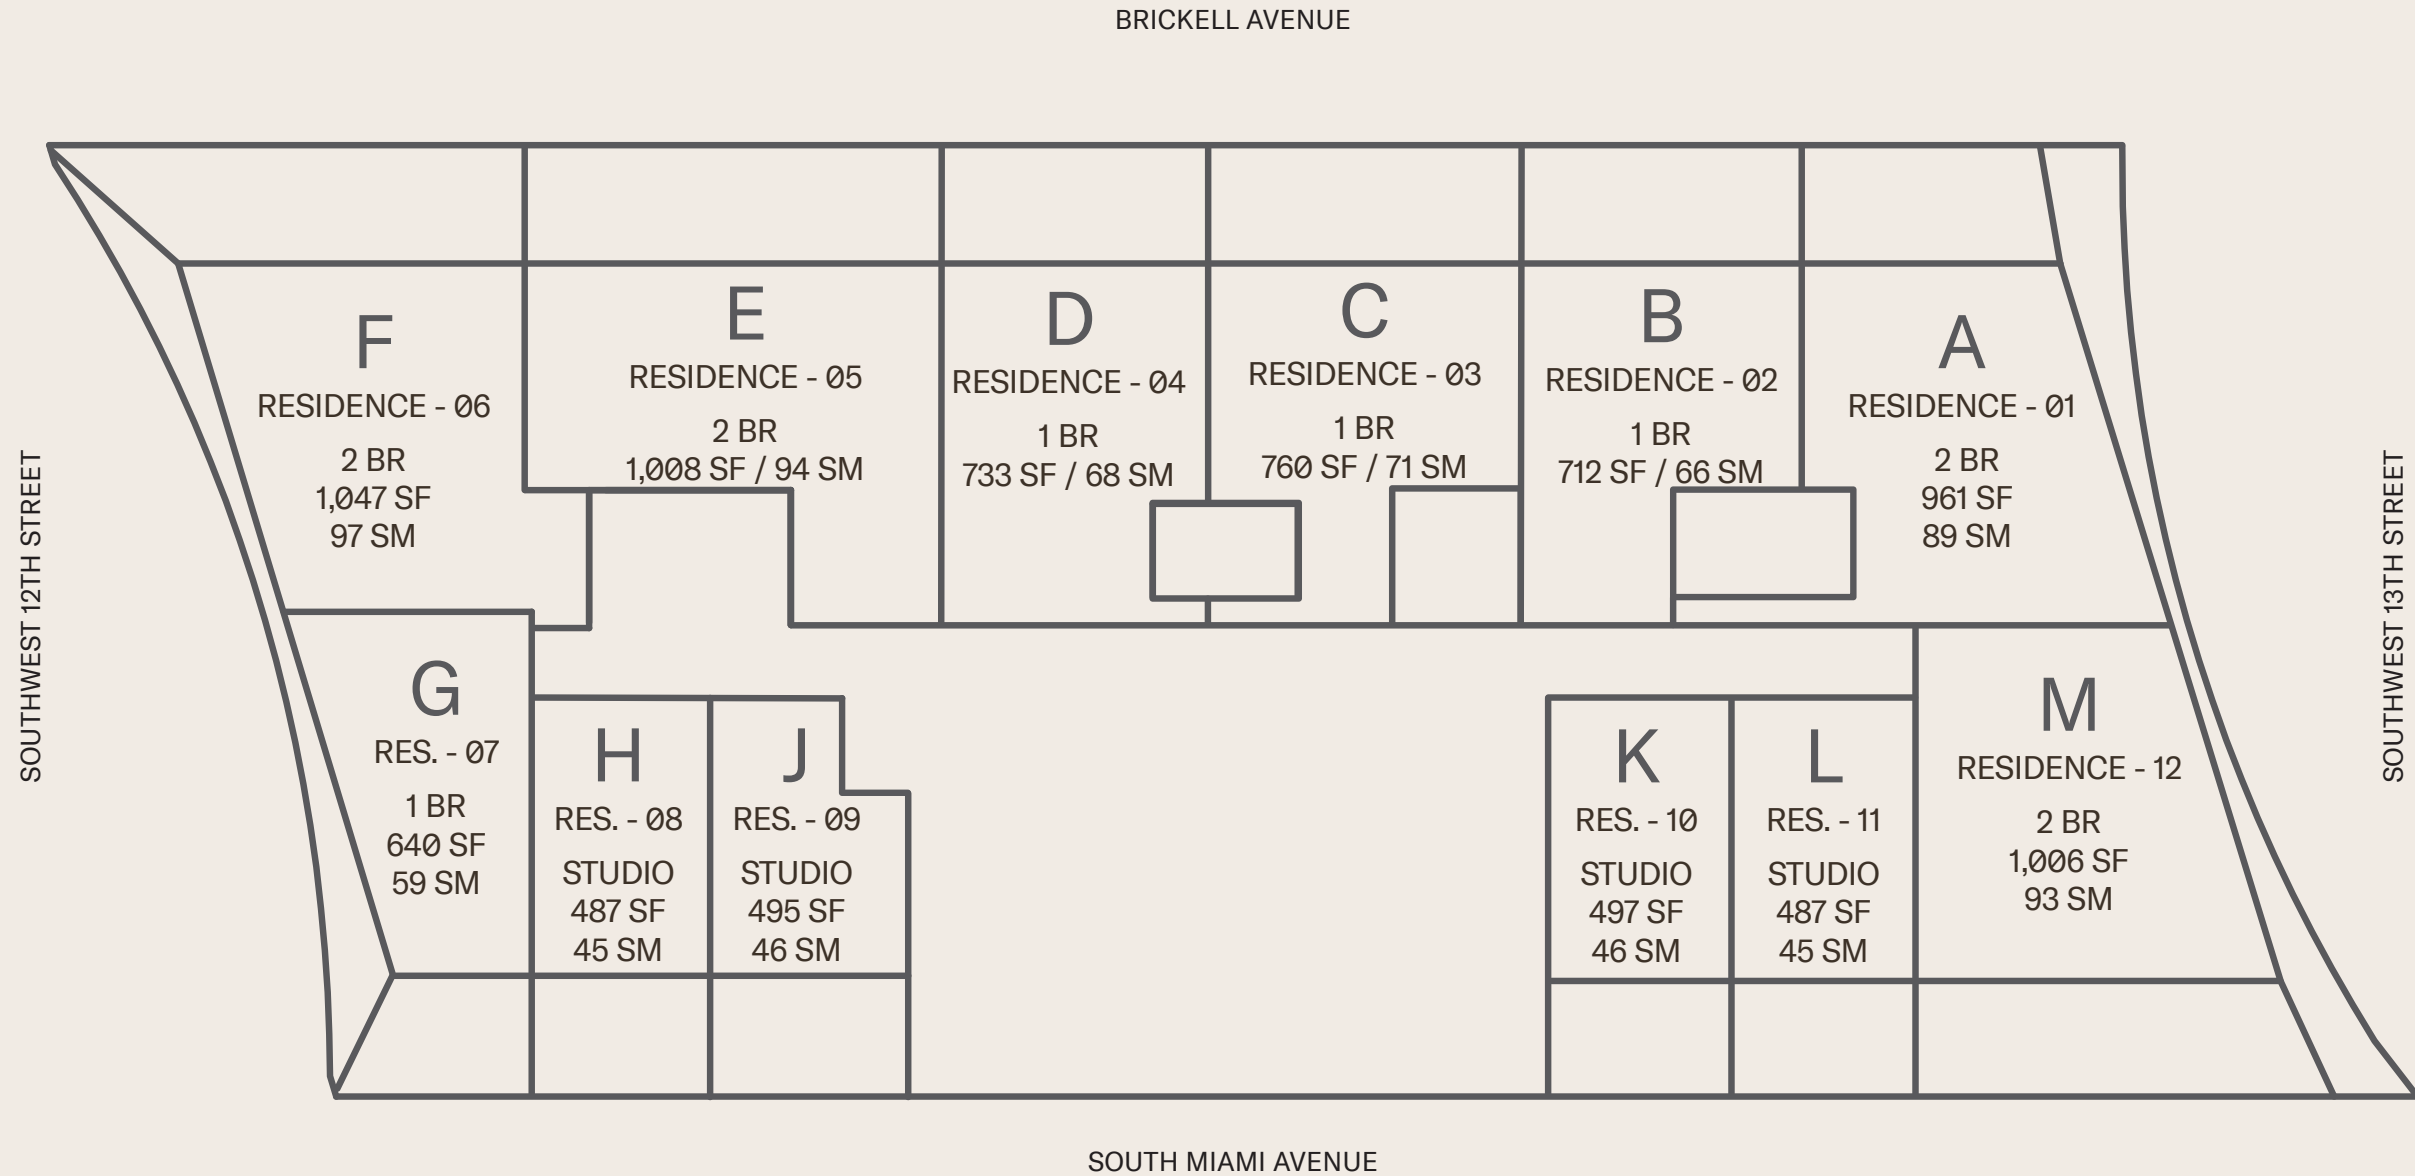 BRICKELL AVENUE
SOUTHWEST 12TH STREET
F
RESIDENCE - 06
2 BR
1,047 SF
97 SM
E
RESIDENCE - 05
2 BR
1,008 SF / 94 SM
D
RESIDENCE - 04
1 BR
733 SF / 68 SM
C
RESIDENCE - 03
1 BR
760 SF / 71 SM
B
RESIDENCE - 02
1 BR
712 SF / 66 SM
A
RESIDENCE - 01
2 BR
961 SF
89 SM
SOUTHWEST 13TH STREET
G
RES. - 07
1 BR
640 SF
59 SM
H
RES. - 08
STUDIO
487 SF
45 SM
J
RES. - 09
STUDIO
495 SF
46 SM
K
RES. - 10
STUDIO
497 SF
46 SM
L
RES. - 11
STUDIO
487 SF
45 SM
M
RESIDENCE - 12
2 BR
1,006 SF
93 SM
SOUTH MIAMI AVENUE